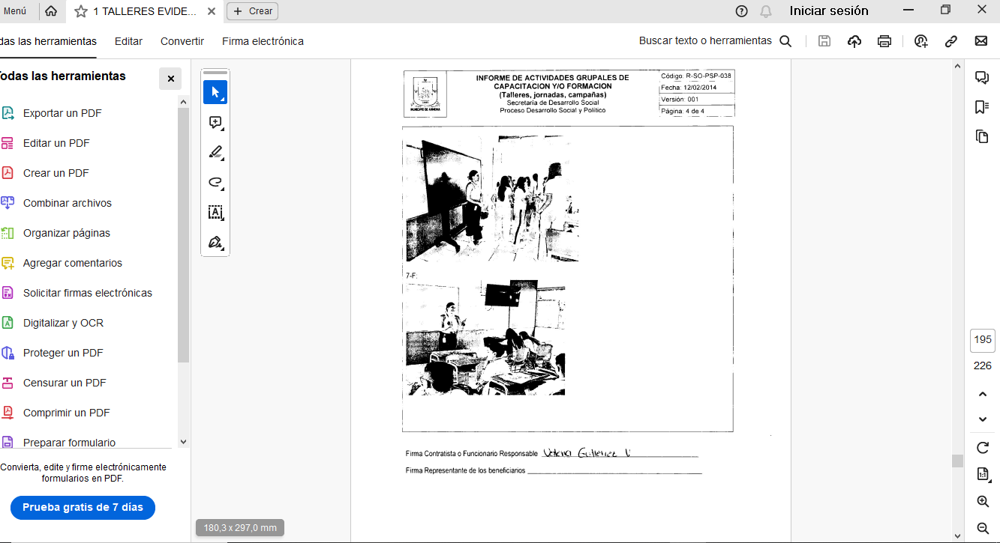 Menú
1 TALLERES EVIDE...
Crear
Iniciar sesión
das las herramientas
Editar
Convertir
Firma electrónica
Buscar texto o herramientas
Todas las herramientas
Exportar un PDF
Editar un PDF
Crear un PDF
Combinar archivos
Organizar páginas
Agregar comentarios
Solicitar firmas electrónicas
Digitalizar y OCR
Proteger un PDF
Censurar un PDF
Comprimir un PDF
Preparar formulario
Convierta, edite y firme electrónicamente
formularios en PDF.
Prueba gratis de 7 días
MUNICIPIO DE ARMENIA
INFORME DE ACTIVIDADES GRUPALES DE
CAPACITACION Y/O FORMACION
(Talleres, jornadas, campañas)
Secretaría de Desarrollo Social
Proceso Desarrollo Social y Político
Código: R-SO-PSP-038
Fecha: 12/02/2014
Versión: 001
Página: 4 de 4
7-F:
Firma Contratista o Funcionario Responsable
Firma Representante de los beneficiarios
180,3 x 297,0 mm
195
226